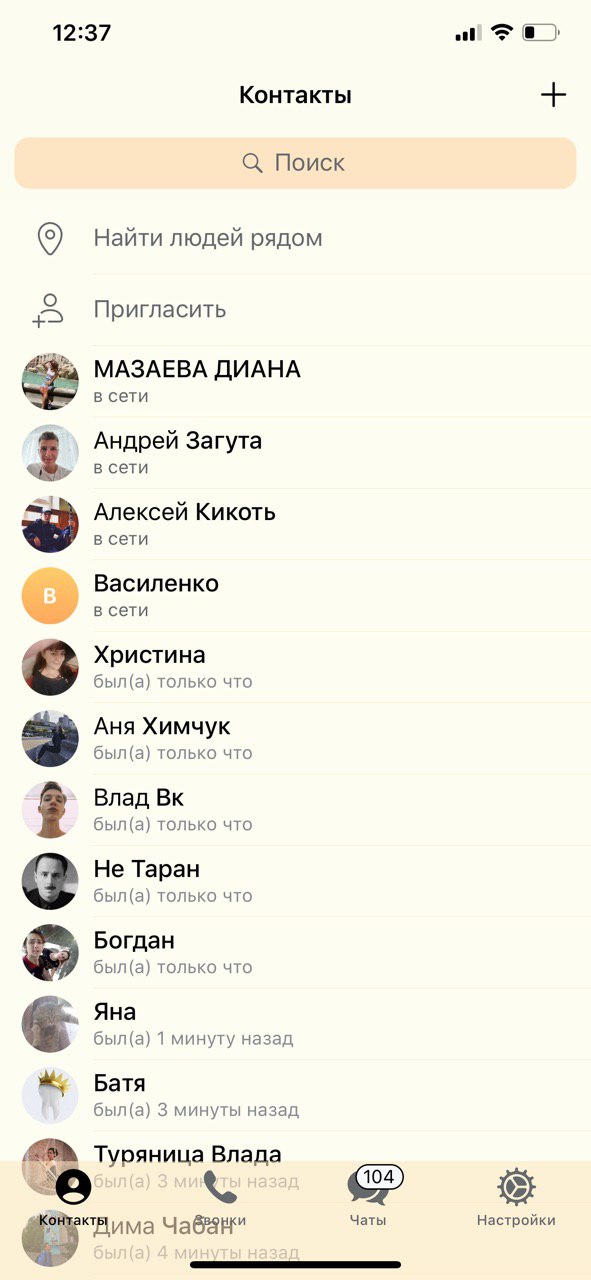 12:37
Контакты
Поиск
Найти людей рядом
Пригласить
МАЗАЕВА ДИАНА
в сети
Андрей Загута
в сети
Алексей Кикоть
в сети
В
Василенко
в сети
Христина
был(а) только что
Аня Химчук
был(а) только что
Влад Вк
был(а) только что
Не Таран
был(а) только что
Богдан
был(а) только что
Яна
был(а) 1 минуту назад
Батя
был(а) 3 минуты назад
Туряница Влада
был(а) 3 минуты назад
Дима Чабан
был(а) 4 минуты назад
104
Контакты
Звонки
Чаты
Настройки